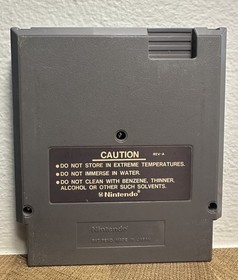 CAUTION REV-A
•DO NOT STORE IN EXTREME TEMPERATURES.
•DO NOT IMMERSE IN WATER.
•DO NOT CLEAN WITH BENZENE, THINNER,
ALCOHOL OR OTHER SUCH SOLVENTS.
Nintendo®
Nintendo